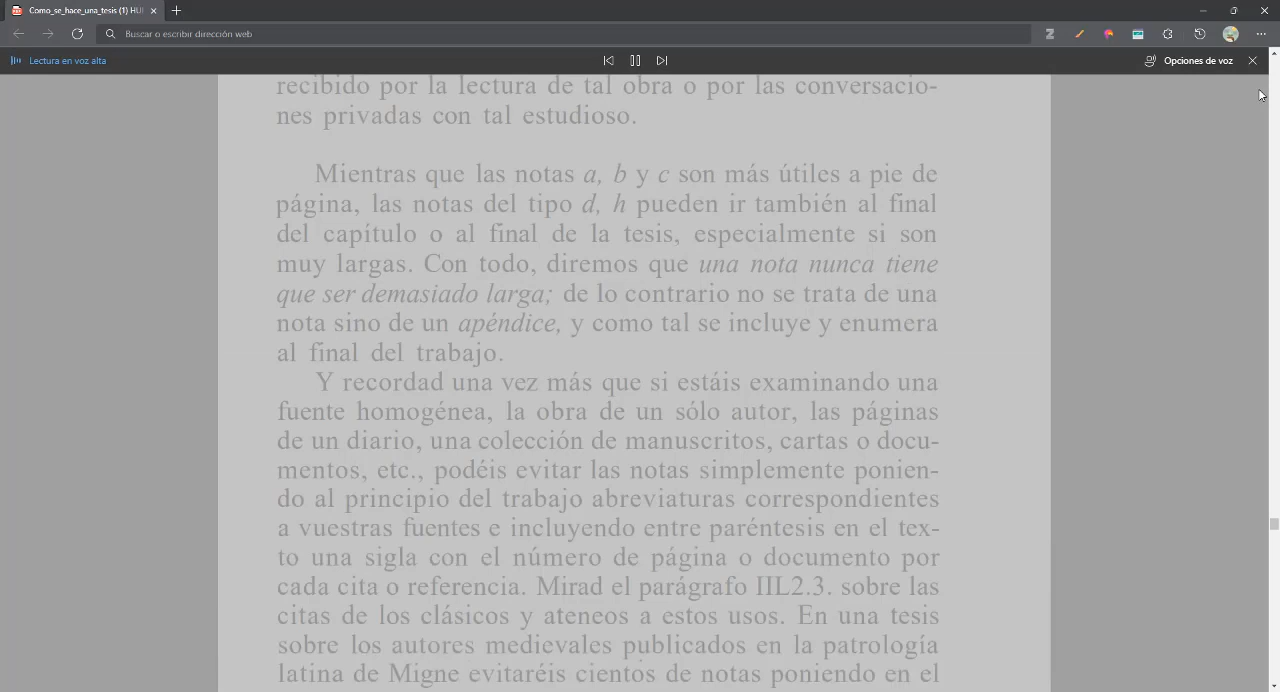 Como_se_hace_una_tesis (1) HUI
Buscar o escribir dirección web
Lectura en voz alta
Opciones de voz
recibido por la lectura de tal obra o por las conversacio-
nes privadas con tal estudioso.
Mientras que las notas a, b y c son más útiles a pie de
página, las notas del tipo d, h pueden ir también al final
del capítulo o al final de la tesis, especialmente si son
muy largas. Con todo, diremos que una nota nunca tiene
que ser demasiado larga; de lo contrario no se trata de una
nota sino de un apéndice, y como tal se incluye y enumera
al final del trabajo.
Y recordad una vez más que si estáis examinando una
fuente homogénea, la obra de un sólo autor, las páginas
de un diario, una colección de manuscritos, cartas o docu-
mentos, etc., podéis evitar las notas simplemente ponien-
do al principio del trabajo abreviaturas correspondientes
a vuestras fuentes e incluyendo entre paréntesis en el tex-
to una sigla con el número de página o documento por
cada cita o referencia. Mirad el parágrafo IIL2.3. sobre las
citas de los clásicos y ateneos a estos usos. En una tesis
sobre los autores medievales publicados en la patrología
latina de Migne evitaréis cientos de notas poniendo en el